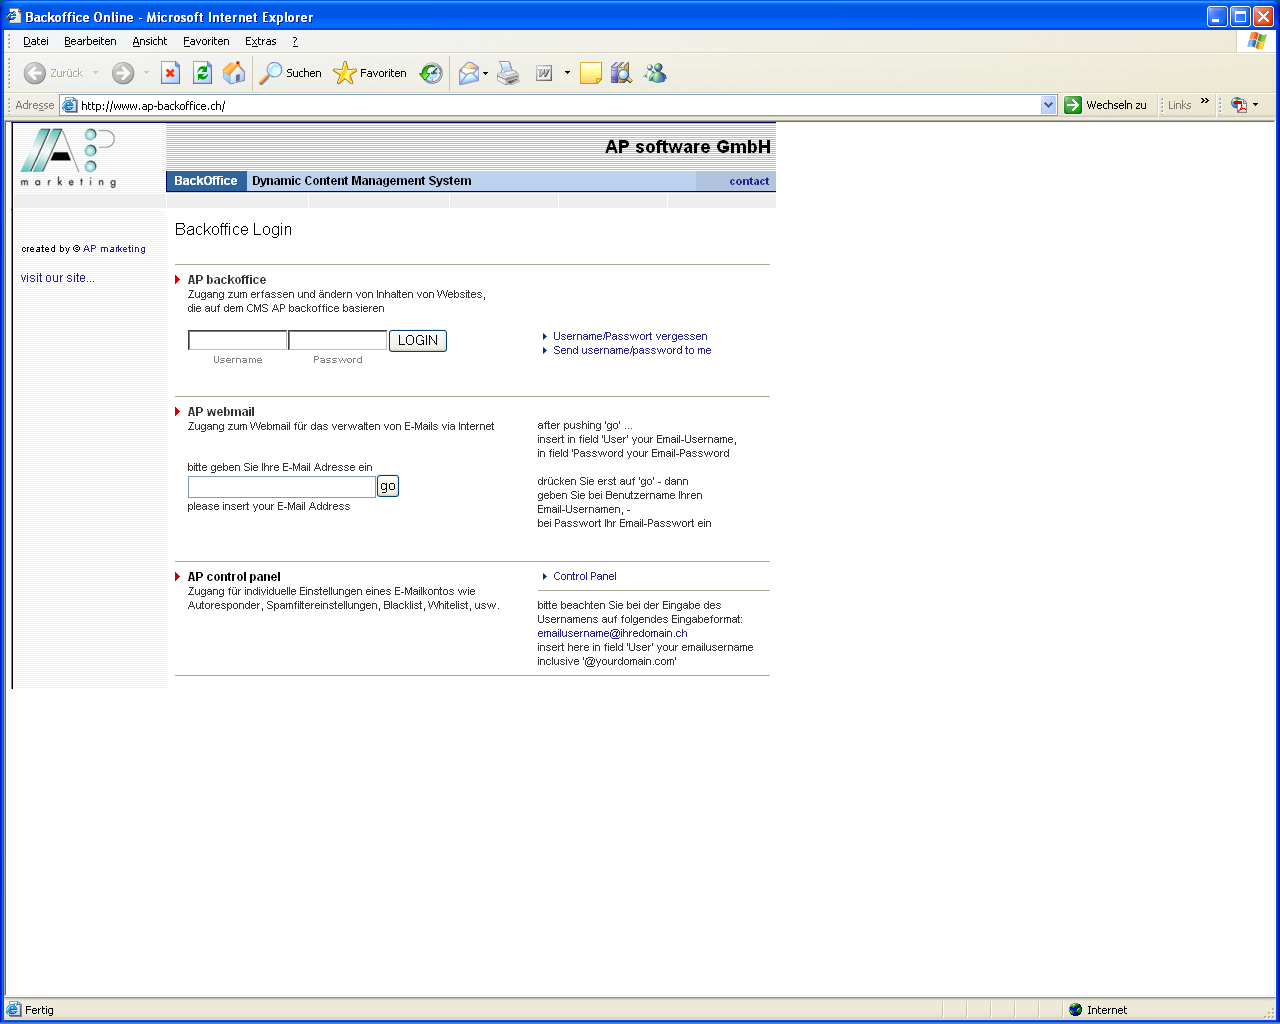 Backoffice Online - Microsoft Internet Explorer
Datei Bearbeiten Ansicht Favoriten Extras ?
Zurück Suchen Favoriten
Adresse http://www.ap-backoffice.ch/ Wechseln zu Links »
AP
marketing
AP software GmbH
BackOffice Dynamic Content Management System contact
Backoffice Login
created by © AP marketing
visit our site...
AP backoffice
Zugang zum erfassen und ändern von Inhalten von Websites,
die auf dem CMS AP backoffice basieren
LOGIN
Username Password
Username/Passwort vergessen
Send username/password to me
AP webmail
Zugang zum Webmail für das verwalten von E-Mails via Internet
bitte geben Sie Ihre E-Mail Adresse ein
go
please insert your E-Mail Address
after pushing 'go' ...
insert in field 'User' your Email-Username,
in field 'Password your Email-Password
drücken Sie erst auf 'go' - dann
geben Sie bei Benutzername Ihren
Email-Usernamen, -
bei Passwort Ihr Email-Passwort ein
AP control panel
Zugang für individuelle Einstellungen eines E-Mailkontos wie
Autoresponder, Spamfiltereinstellungen, Blacklist, Whitelist, usw.
Control Panel
bitte beachten Sie bei der Eingabe des
Usernamens auf folgendes Eingabeformat:
emailusername@ihredomain.ch
insert here in field 'User' your emailusername
inclusive '@yourdomain.com'
Fertig Internet